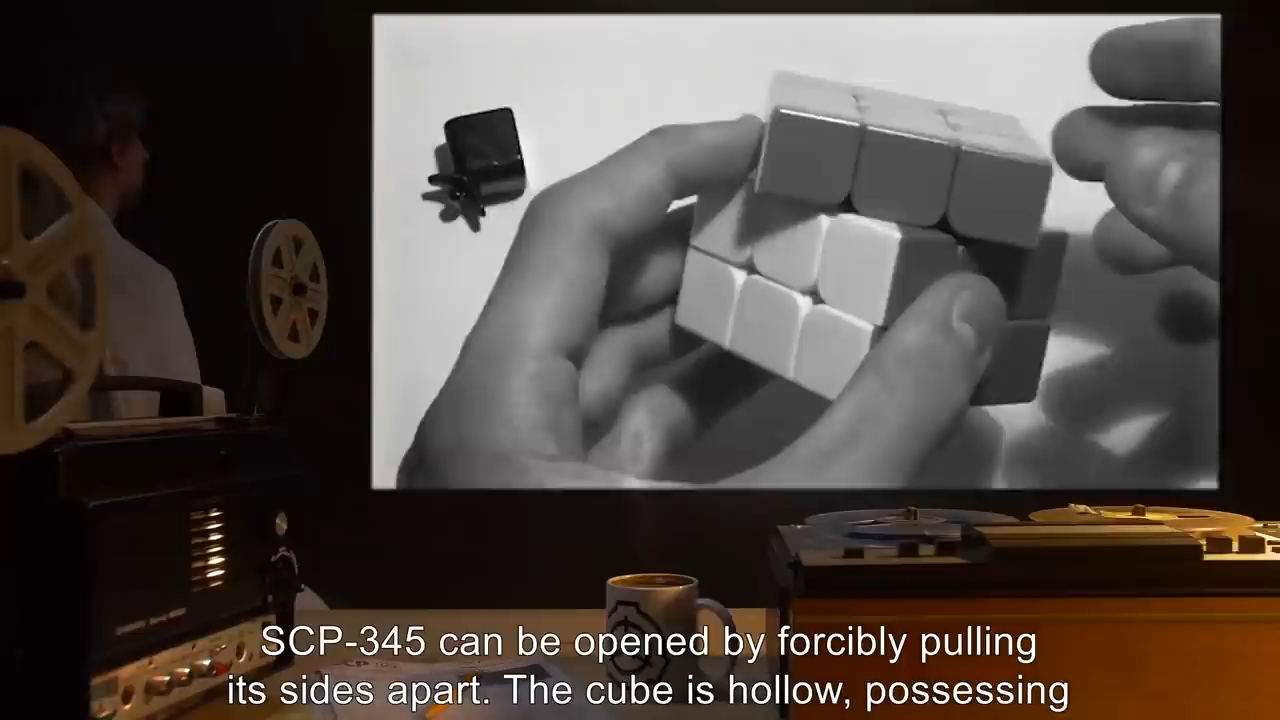 SCP-345 can be opened by forcibly pulling
its sides apart. The cube is hollow, possessing